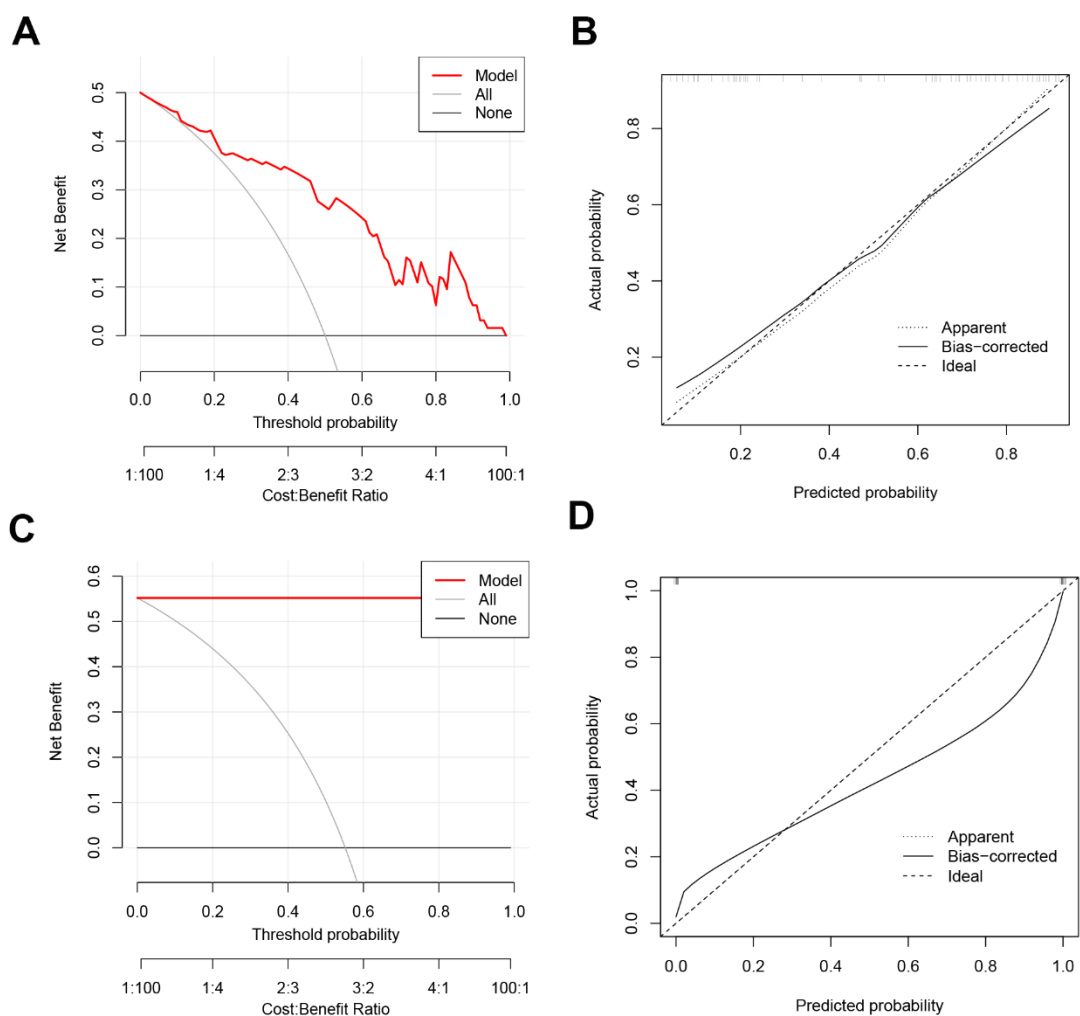 A
Model
All
None
0.5
0.4
0.3
0.2
0.1
0.0
Net Benefit
0.0 0.2 0.4 0.6 0.8 1.0
Threshold probability
1:100 1:4 2:3 3:2 4:1 100:1
Cost:Benefit Ratio
B
0.8
0.6
0.4
0.2
Actual probability
Apparent
Bias−corrected
Ideal
0.2 0.4 0.6 0.8
Predicted probability
C
Model
All
None
0.6
0.5
0.4
0.3
0.2
0.1
0.0
Net Benefit
0.0 0.2 0.4 0.6 0.8 1.0
Threshold probability
1:100 1:4 2:3 3:2 4:1 100:1
Cost:Benefit Ratio
D
1.0
0.8
0.6
0.4
0.2
0.0
Actual probability
Apparent
Bias−corrected
Ideal
0.0 0.2 0.4 0.6 0.8 1.0
Predicted probability